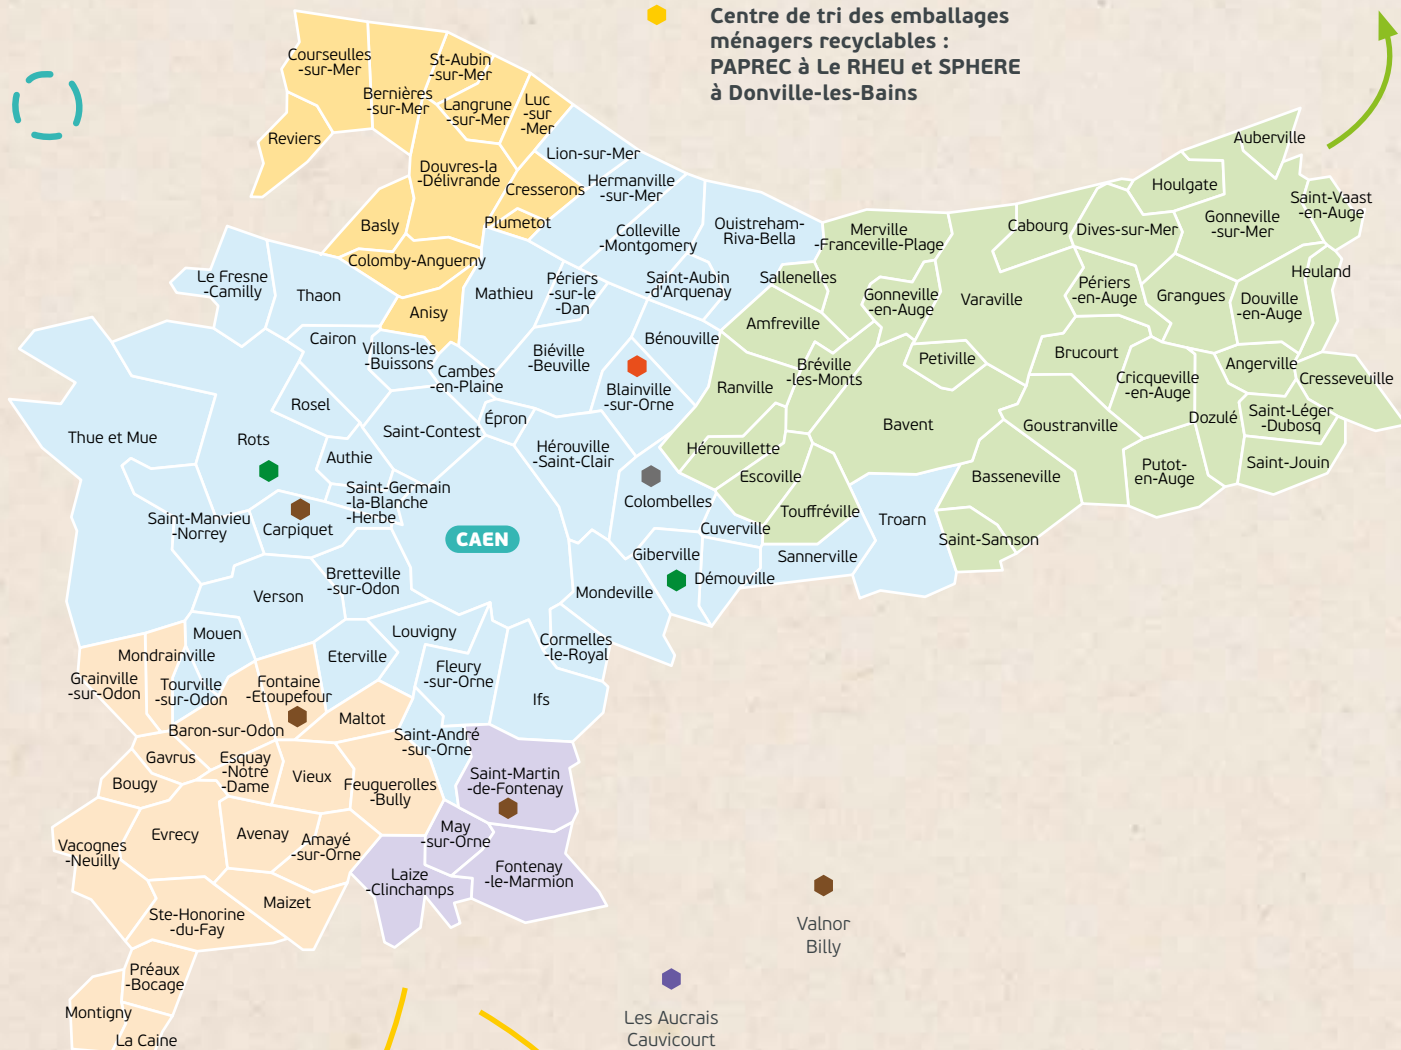 Centre de tri des emballages
ménagers recyclables :
PAPREC à Le RHEU et SPHERE
à Donville-les-Bains
Courseulles
-sur-Mer
St-Aubin
-sur-Mer
Bernières
-sur-Mer
Langrune
-sur-Mer
Luc
-sur
-Mer
Reviers
Lion-sur-Mer
Douvres-la
-Délivrande
Cresserons
Hermanville
-sur-Mer
Basly
Plumetot
Colleville
-Montgomery
Ouistreham-
Riva-Bella
Merville
-Franceville-Plage
Cabourg
Dives-sur-Mer
Houlgate
Auberville
Gonneville
-sur-Mer
Saint-Vaast
-en-Auge
Colomby-Anguerny
Le Fresne
-Camilly
Thaon
Mathieu
Périers
-sur-le
-Dan
Saint-Aubin
-d'Arquenay
Sallenelles
Gonneville
-en-Auge
Varaville
Périers
-en-Auge
Grangues
Douville
-en-Auge
Heuland
Anisy
Cairon
Villons-les
-Buissons
Cambes
-en-Plaine
Biéville
-Beuville
Bénouville
Amfreville
Bréville
-les-Monts
Petiville
Brucourt
Cricqueville
-en-Auge
Angerville
Cresseveuille
Blainville
-sur-Orne
Ranville
Rosel
Épron
Saint-Contest
Thue et Mue
Rots
Authie
Hérouville
-Saint-Clair
Hérouvillette
Bavent
Goustranville
Dozulé
Saint-Léger
-Dubosq
Saint-Jouin
Putot-
en-Auge
Basseneville
Escoville
Colombelles
Touffréville
Saint-Germain
-la-Blanche
-Herbe
Saint-Manvieu
-Norrey
Carpiquet
CAEN
Cuverville
Troarn
Saint-Samson
Giberville
Démouville
Sannerville
Bretteville
-sur-Odon
Verson
Mondeville
Mouen
Louvigny
Cormelles
-le-Royal
Mondrainville
Eterville
Grainville
-sur-Odon
Tourville
-sur-Odon
Fontaine
-Etoupefour
Fleury
-sur-Orne
Ifs
Baron-sur-Odon
Maltot
Saint-André
-sur-Orne
Gavrus
Esquay
-Notre
-Dame
Vieux
Bougy
Feuguerolles
-Bully
Saint-Martin
-de-Fontenay
Vacognes
-Neuilly
Evrecy
Avenay
Amayé
-sur-Orne
May
-sur-Orne
Laize
-Clinchamps
Fontenay
-le-Marmion
Maizet
Ste-Honorine
-du-Fay
Valnor
Billy
Préaux
-Bocage
Montigny
La Caine
Les Aucrais
Cauvicourt